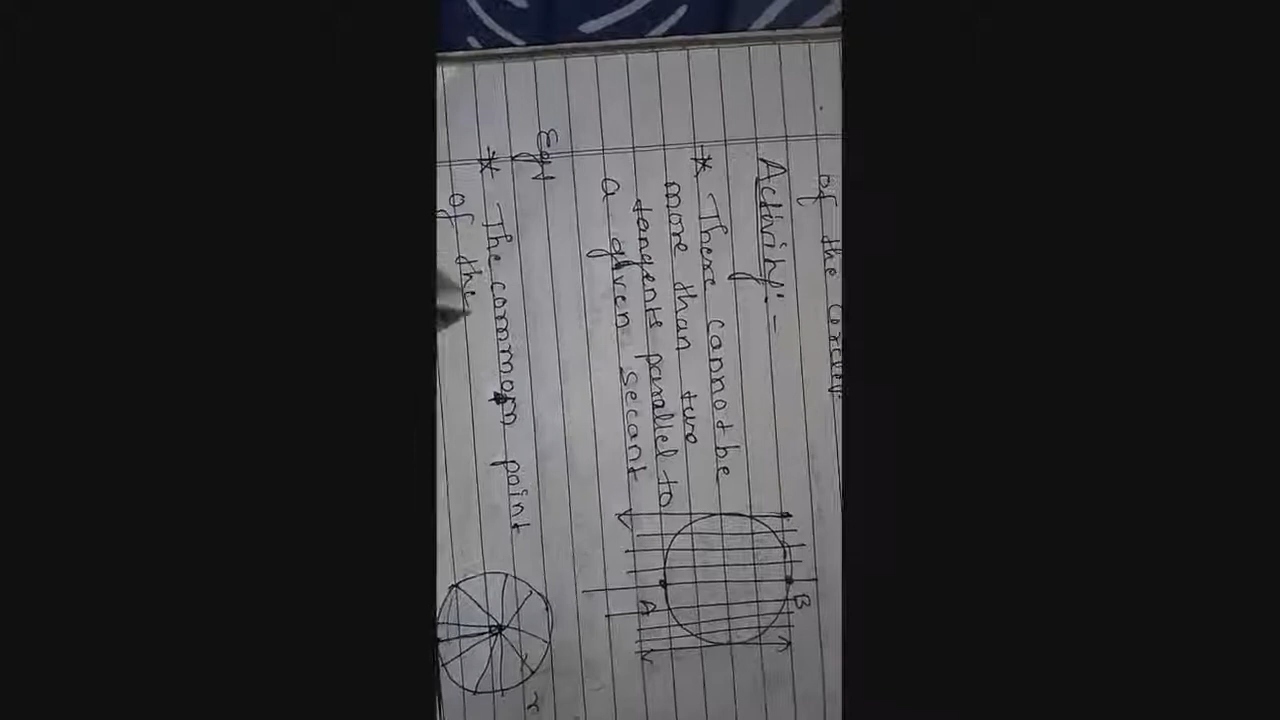 of the circle.
Activity:-
* There cannot be
more than two
tangents parallel to
a given secant
B
A
Eg
* The common point
of the
r